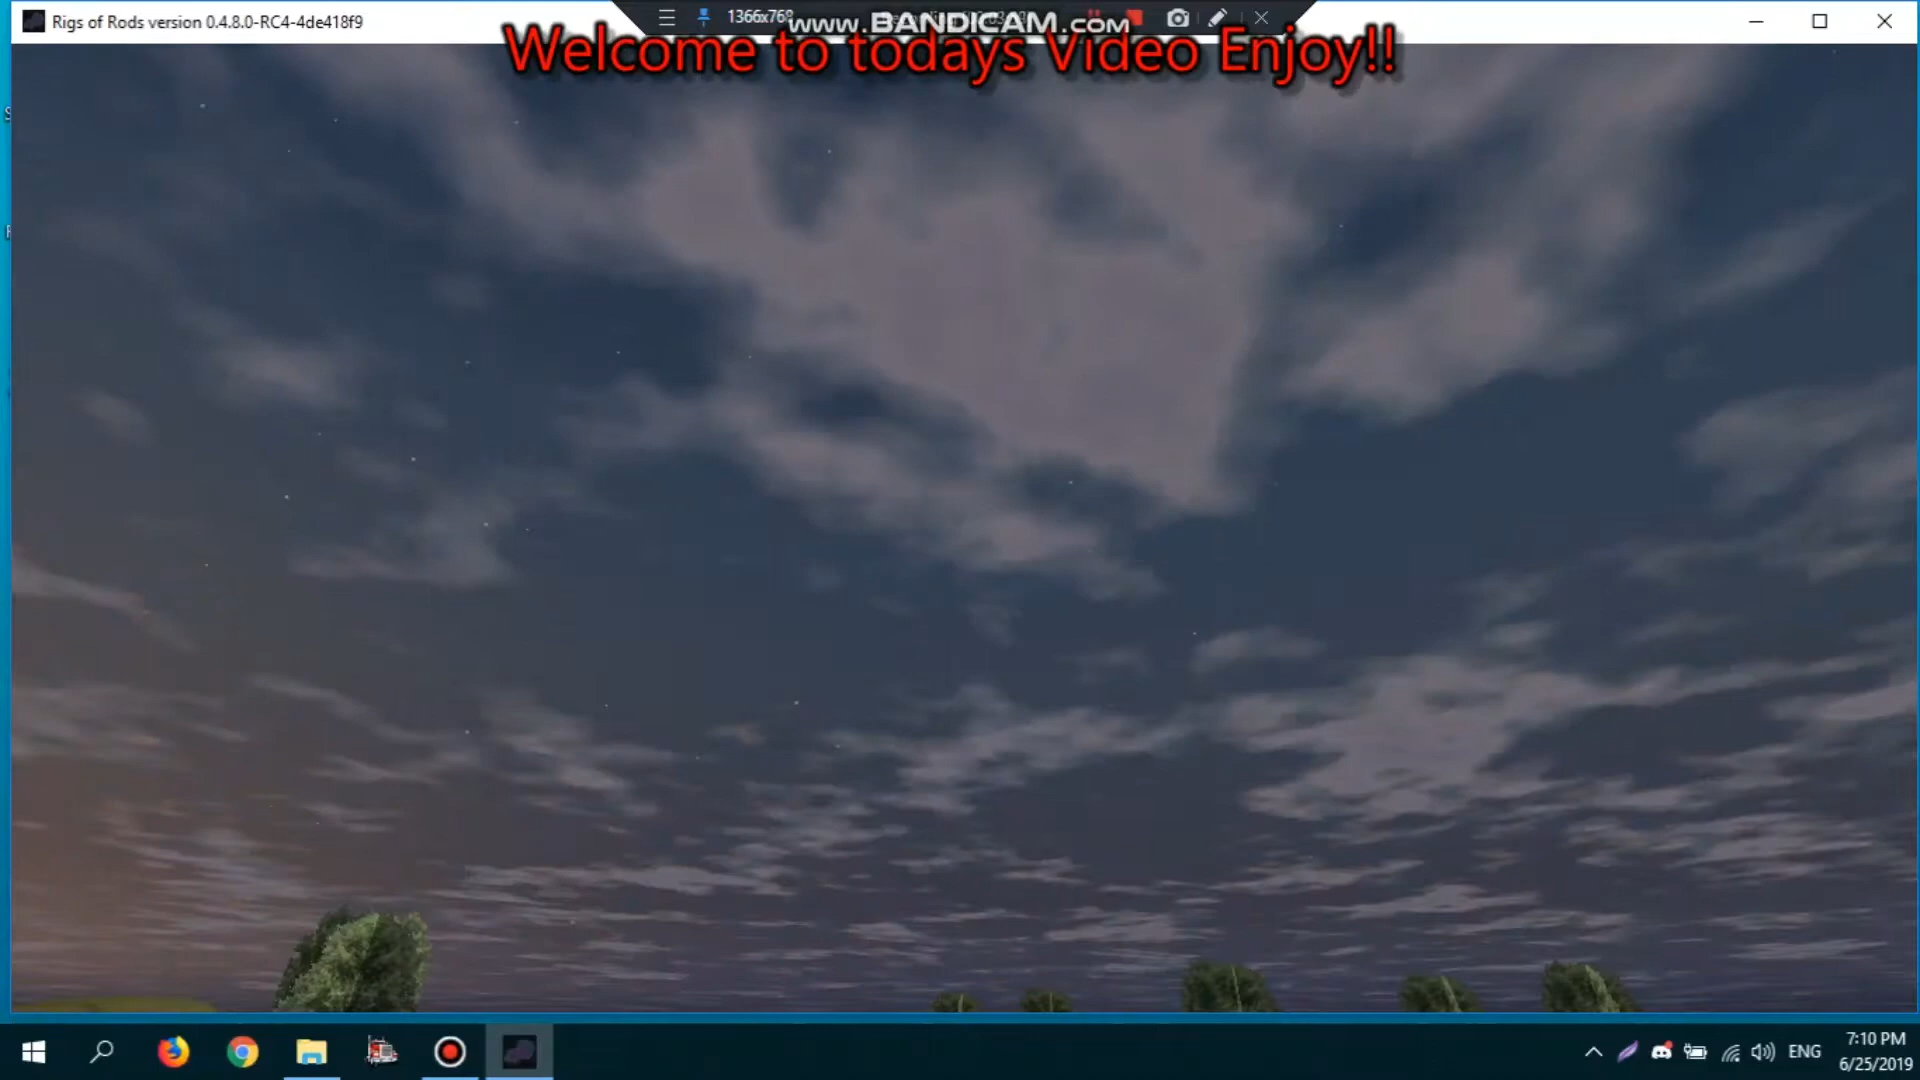 Rigs of Rods version 0.4.8.0-RC4-4de418f9
1366x768
www.BANDICAM.com
Welcome to todays Video Enjoy!!
ENG
7:10 PM
6/25/2019